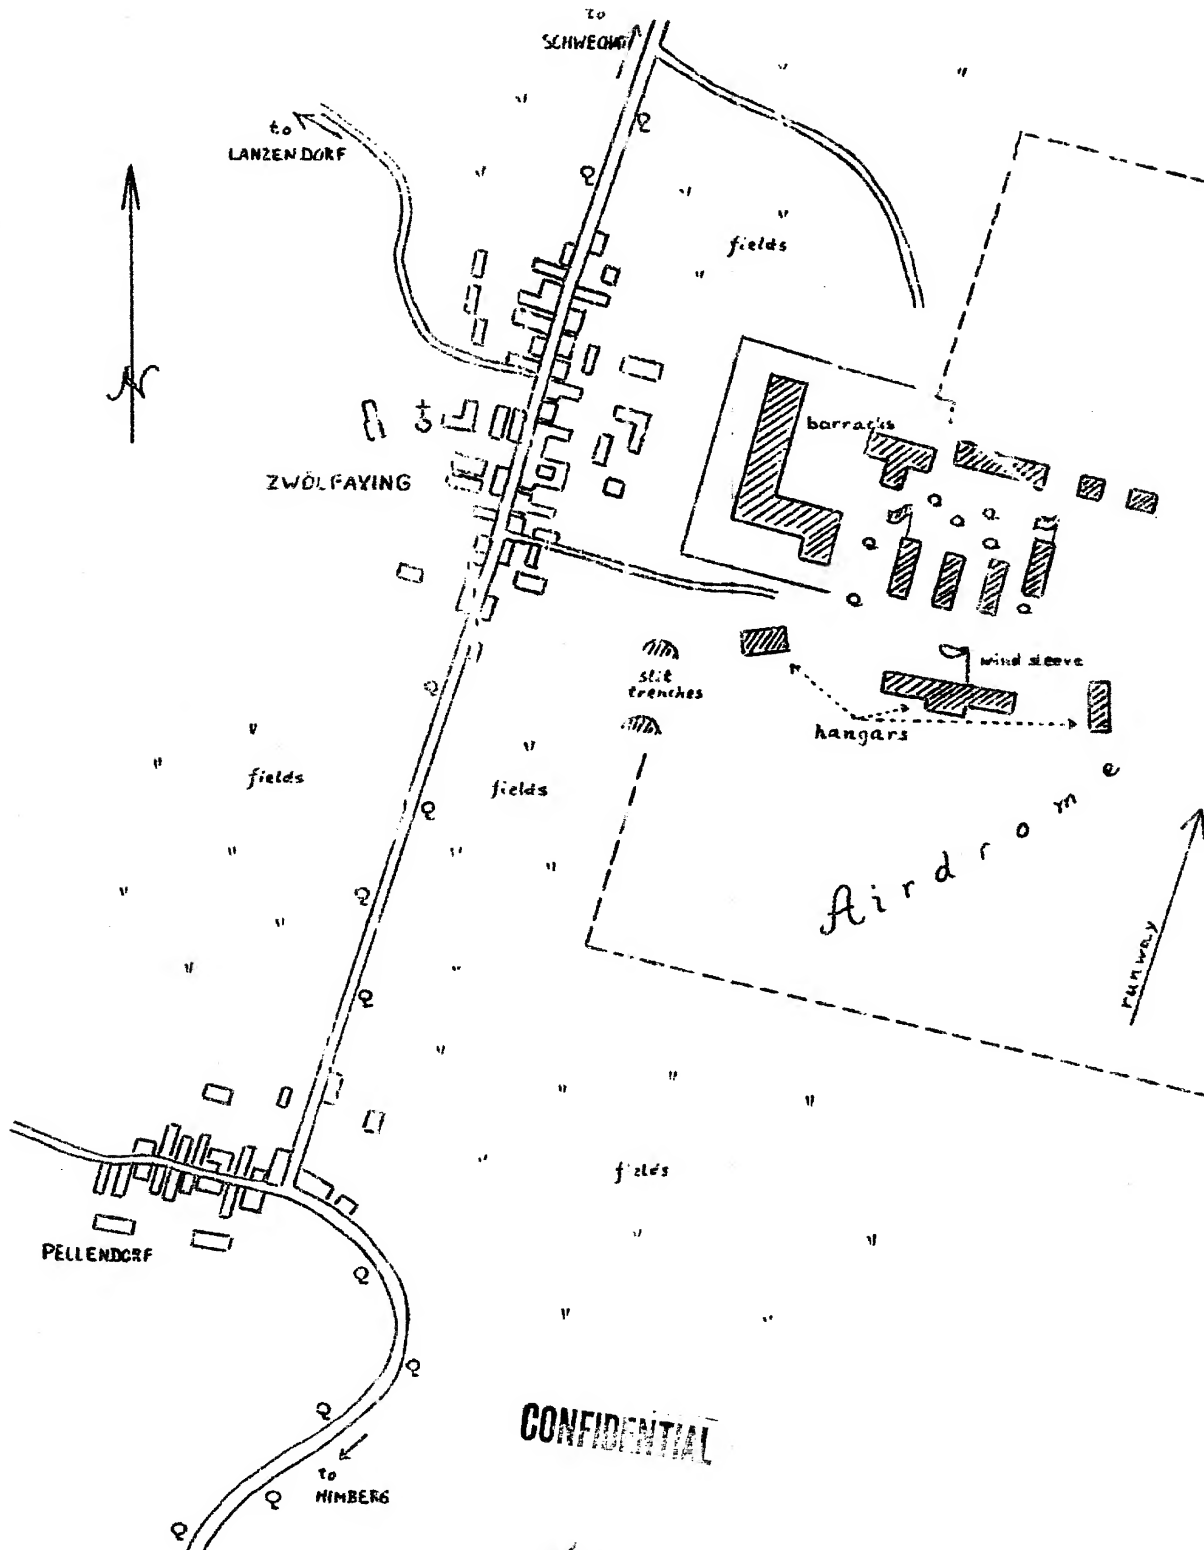 to
SCHWECHAT
to
LANZENDORF
N
fields
barracks
ZWÖLFAXING
wind sleeve
slit
trenches
hangars
fields
fields
Airdrome
runway
fields
PELLENDORF
to
HIMBERG
CONFIDENTIAL